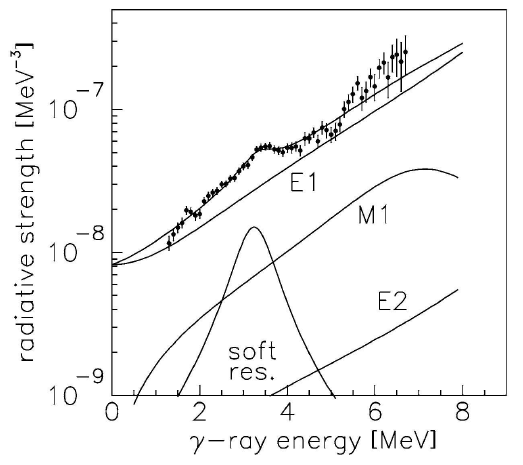 radiative strength [MeV⁻³]
10⁻⁷
10⁻⁸
10⁻⁹
E1
M1
E2
soft
res.
0 2 4 6 8
γ-ray energy [MeV]